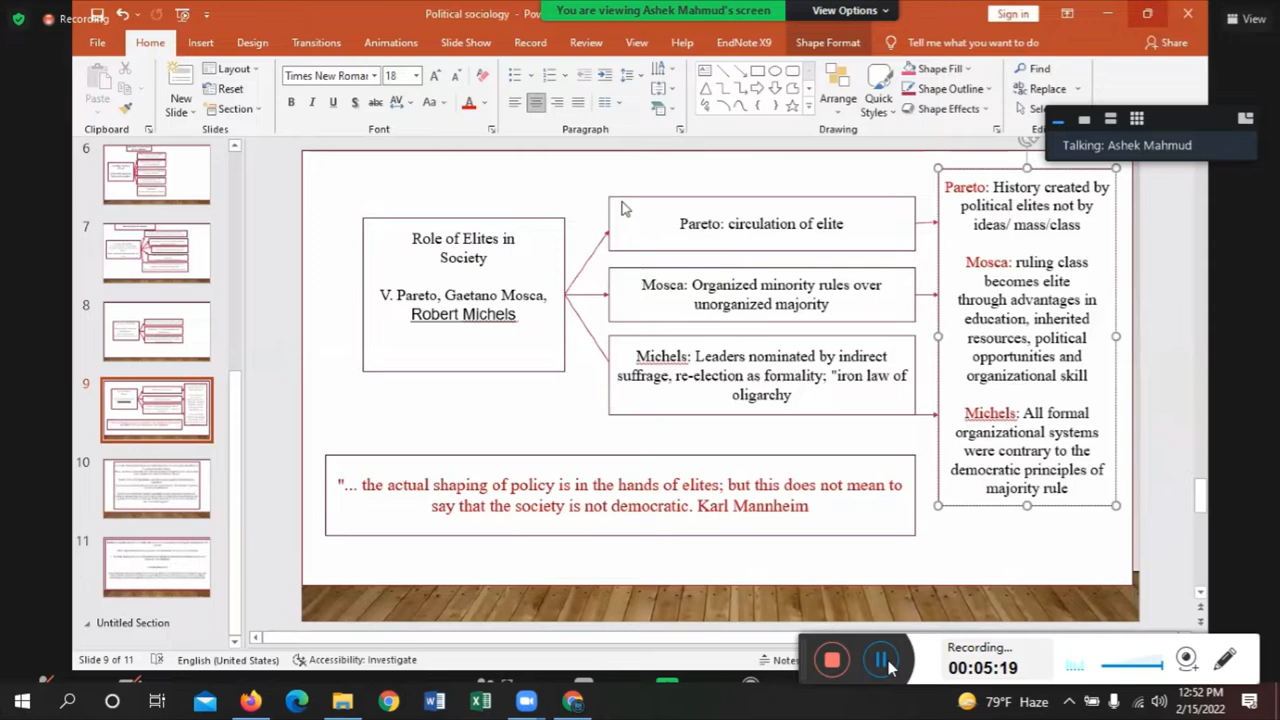 Recording
Political sociology - Pov
You are viewing Ashek Mahmud's screen
View Options
Sign in
View
File
Home
Insert
Design
Transitions
Animations
Slide Show
Record
Review
View
Help
EndNote X9
Shape Format
Tell me what you want to do
Share
Paste
New
Slide
Layout
Reset
Section
Times New Romar
18
B I U S abc AV Aa A
Arrange
Quick
Styles
Shape Fill
Shape Outline
Shape Effects
Find
Replace
Select
Clipboard
Slides
Font
Paragraph
Drawing
Talking: Ashek Mahmud
6
7
8
9
10
11
Untitled Section
Role of Elites in
Society
V. Pareto, Gaetano Mosca,
Robert Michels
Pareto: circulation of elite
Mosca: Organized minority rules over
unorganized majority
Michels: Leaders nominated by indirect
suffrage, re-election as formality; "iron law of
oligarchy
Pareto: History created by
political elites not by
ideas/ mass/class
Mosca: ruling class
becomes elite
through advantages in
education, inherited
resources, political
opportunities and
organizational skill
Michels: All formal
organizational systems
were contrary to the
democratic principles of
majority rule
"... the actual shaping of policy is in the hands of elites; but this does not mean to
say that the society is not democratic. Karl Mannheim
Slide 9 of 11
English (United States)
Accessibility: Investigate
Notes
Recording...
00:05:19
79°F Haze
12:52 PM
2/15/2022